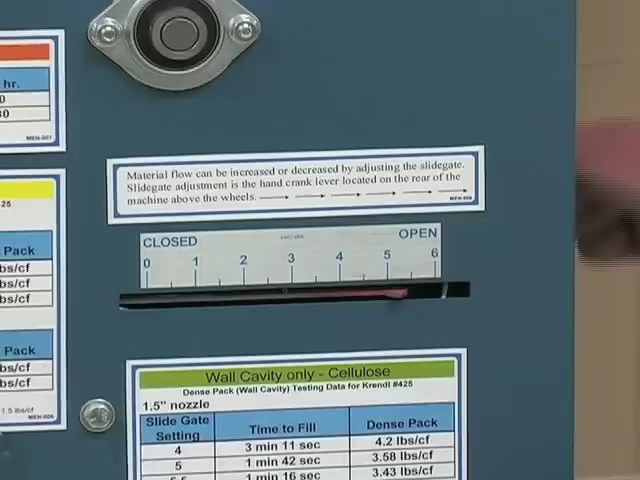 hr.
0
30
MEN-007
Material flow can be increased or decreased by adjusting the slidegate.
Slidegate adjustment is the hand crank lever located on the rear of the
machine above the wheels.
MEN-008
25
CLOSED OPEN
0 1 2 3 4 5 6
Pack
bs/cf
bs/cf
bs/cf
Pack
bs/cf
bs/cf
1.5 lbs/cf
MEN-006
Wall Cavity only - Cellulose
Dense Pack (Wall Cavity) Testing Data for Krendl #425
1.5" nozzle
Slide Gate Setting Time to Fill Dense Pack
4 3 min 11 sec 4.2 lbs/cf
5 1 min 42 sec 3.58 lbs/cf
5.5 1 min 16 sec 3.43 lbs/cf